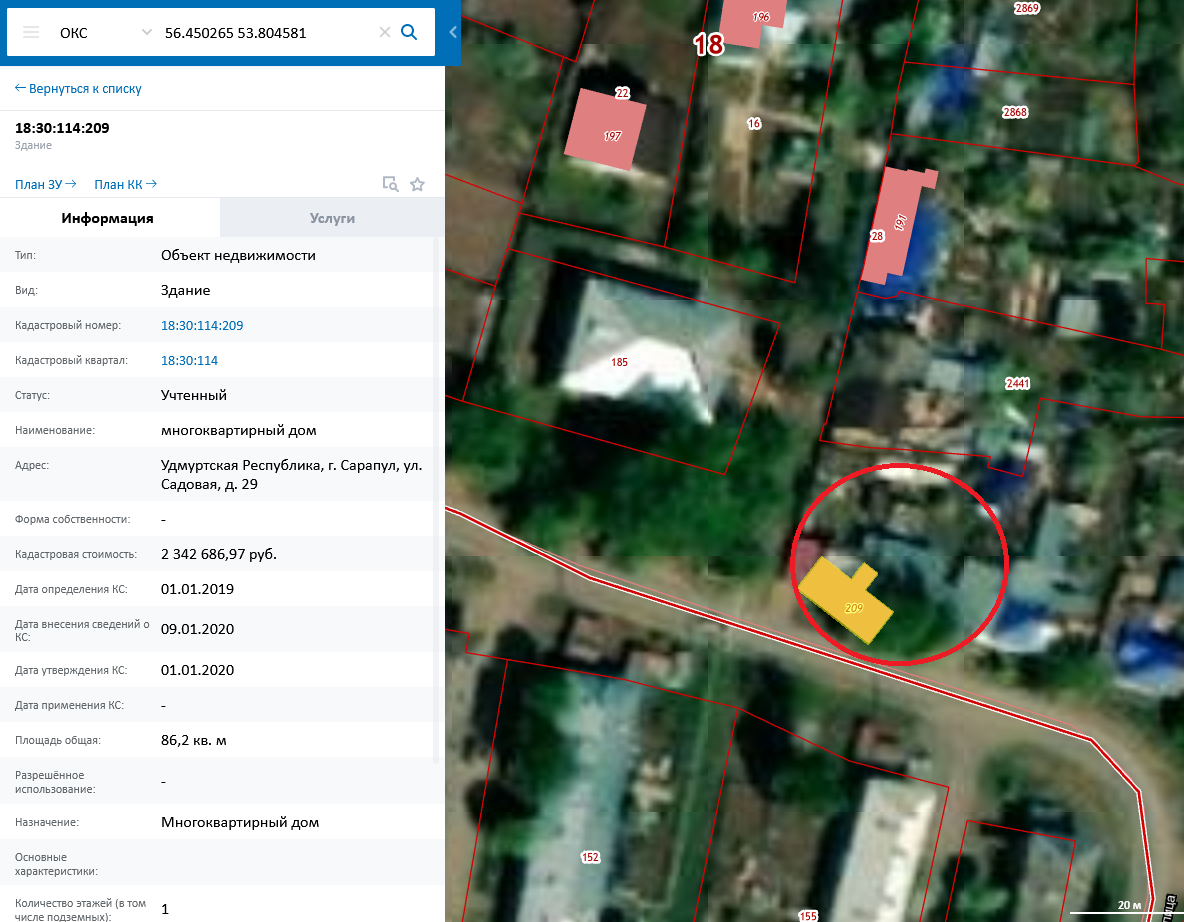 ОКС
56.450265 53.804581
Вернуться к списку
18:30:114:209
Здание
План ЗУ
План КК
Информация
Услуги
Тип:
Объект недвижимости
Вид:
Здание
Кадастровый номер:
18:30:114:209
Кадастровый квартал:
18:30:114
Статус:
Учтенный
Наименование:
многоквартирный дом
Адрес:
Удмуртская Республика, г. Сарапул, ул.
Садовая, д. 29
Форма собственности:
-
Кадастровая стоимость:
2 342 686,97 руб.
Дата определения КС:
01.01.2019
Дата внесения сведений о
КС:
09.01.2020
Дата утверждения КС:
01.01.2020
Дата применения КС:
-
Площадь общая:
86,2 кв. м
Разрешённое
использование:
-
Назначение:
Многоквартирный дом
Основные
характеристики:
Количество этажей (в том
числе подземных):
1
196
2869
18
22
197
16
2868
191
28
185
2441
209
152
155
20 м